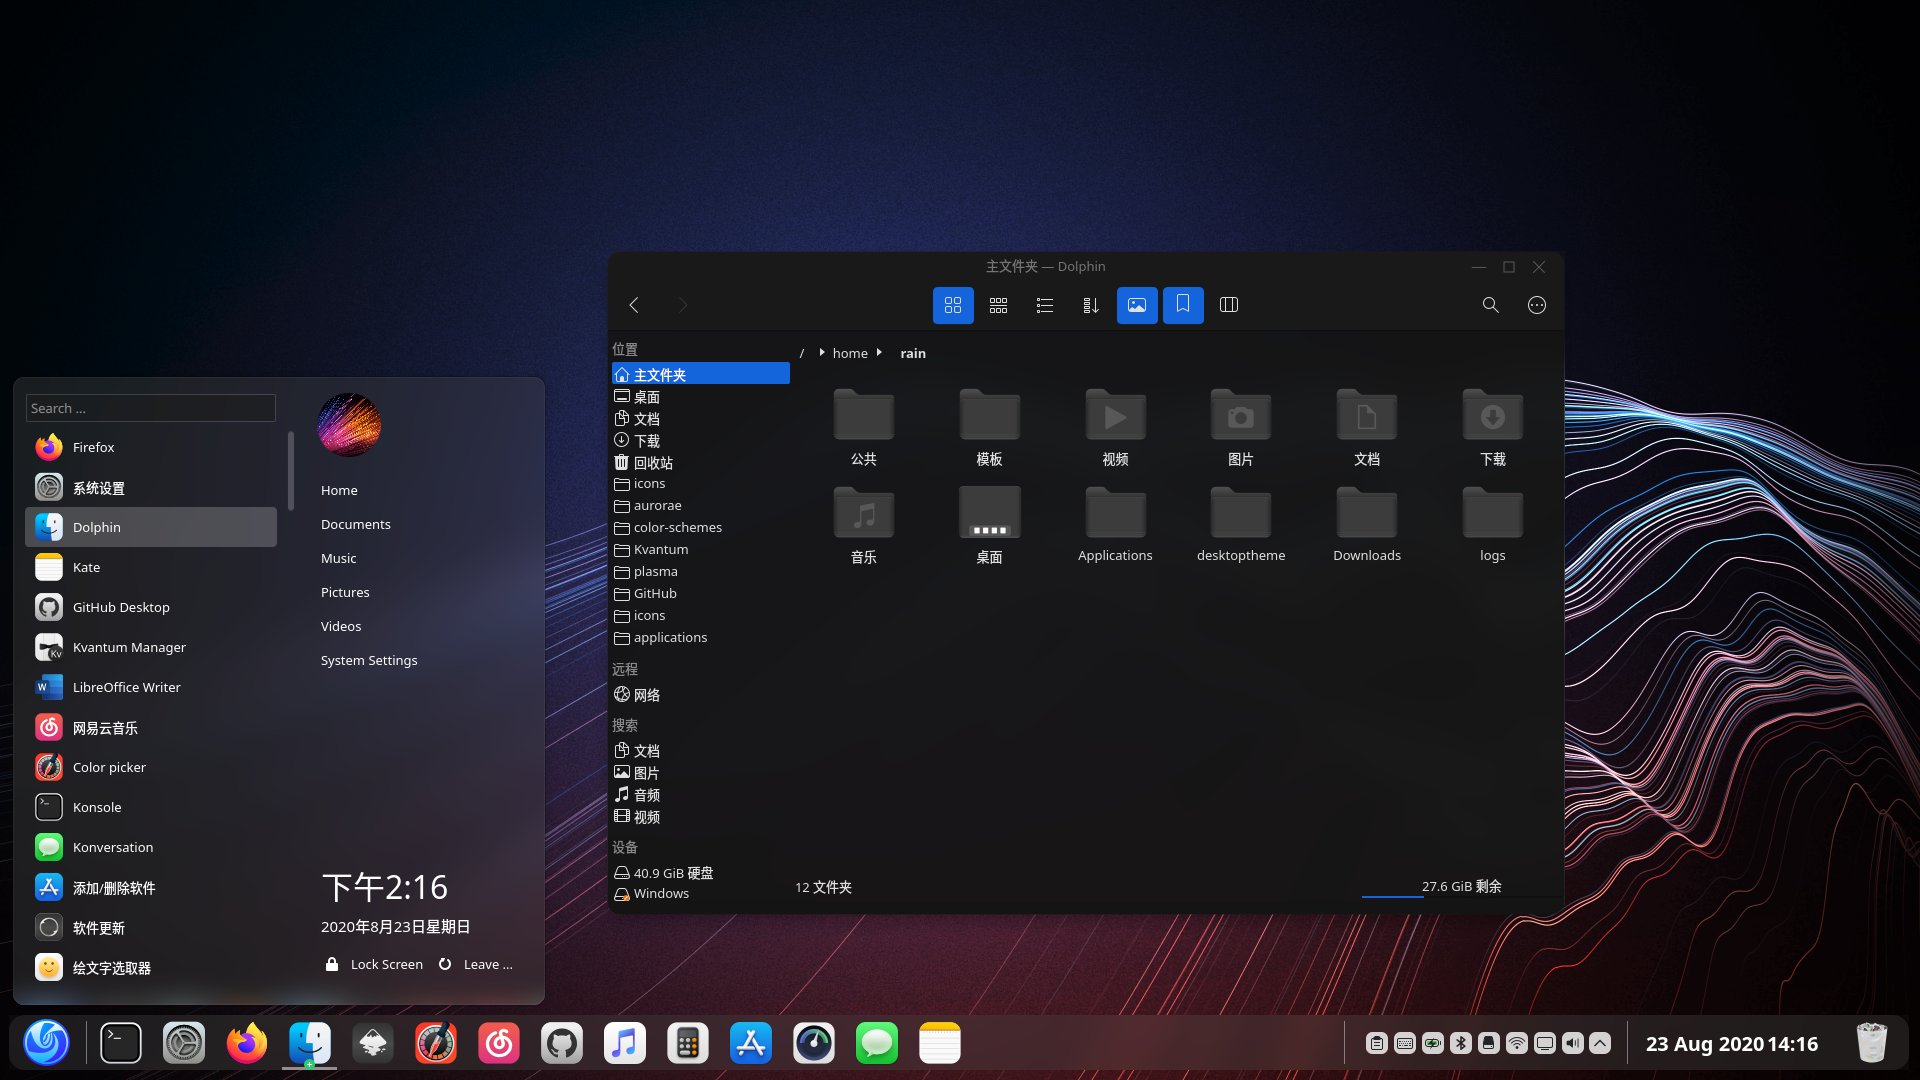 主文件夹 — Dolphin
位置
主文件夹
桌面
文档
下载
回收站
icons
aurorae
color-schemes
Kvantum
plasma
GitHub
icons
applications
远程
网络
搜索
文档
图片
音频
视频
设备
40.9 GiB 硬盘
Windows
/ home rain
公共 模板 视频 图片 文档 下载
音乐 桌面 Applications desktoptheme Downloads logs
12 文件夹
27.6 GiB 剩余
Search ...
Firefox
系统设置
Dolphin
Kate
GitHub Desktop
Kvantum Manager
LibreOffice Writer
网易云音乐
Color picker
Konsole
Konversation
添加/删除软件
软件更新
绘文字选取器
Home
Documents
Music
Pictures
Videos
System Settings
下午2:16
2020年8月23日星期日
Lock Screen Leave ...
23 Aug 2020 14:16